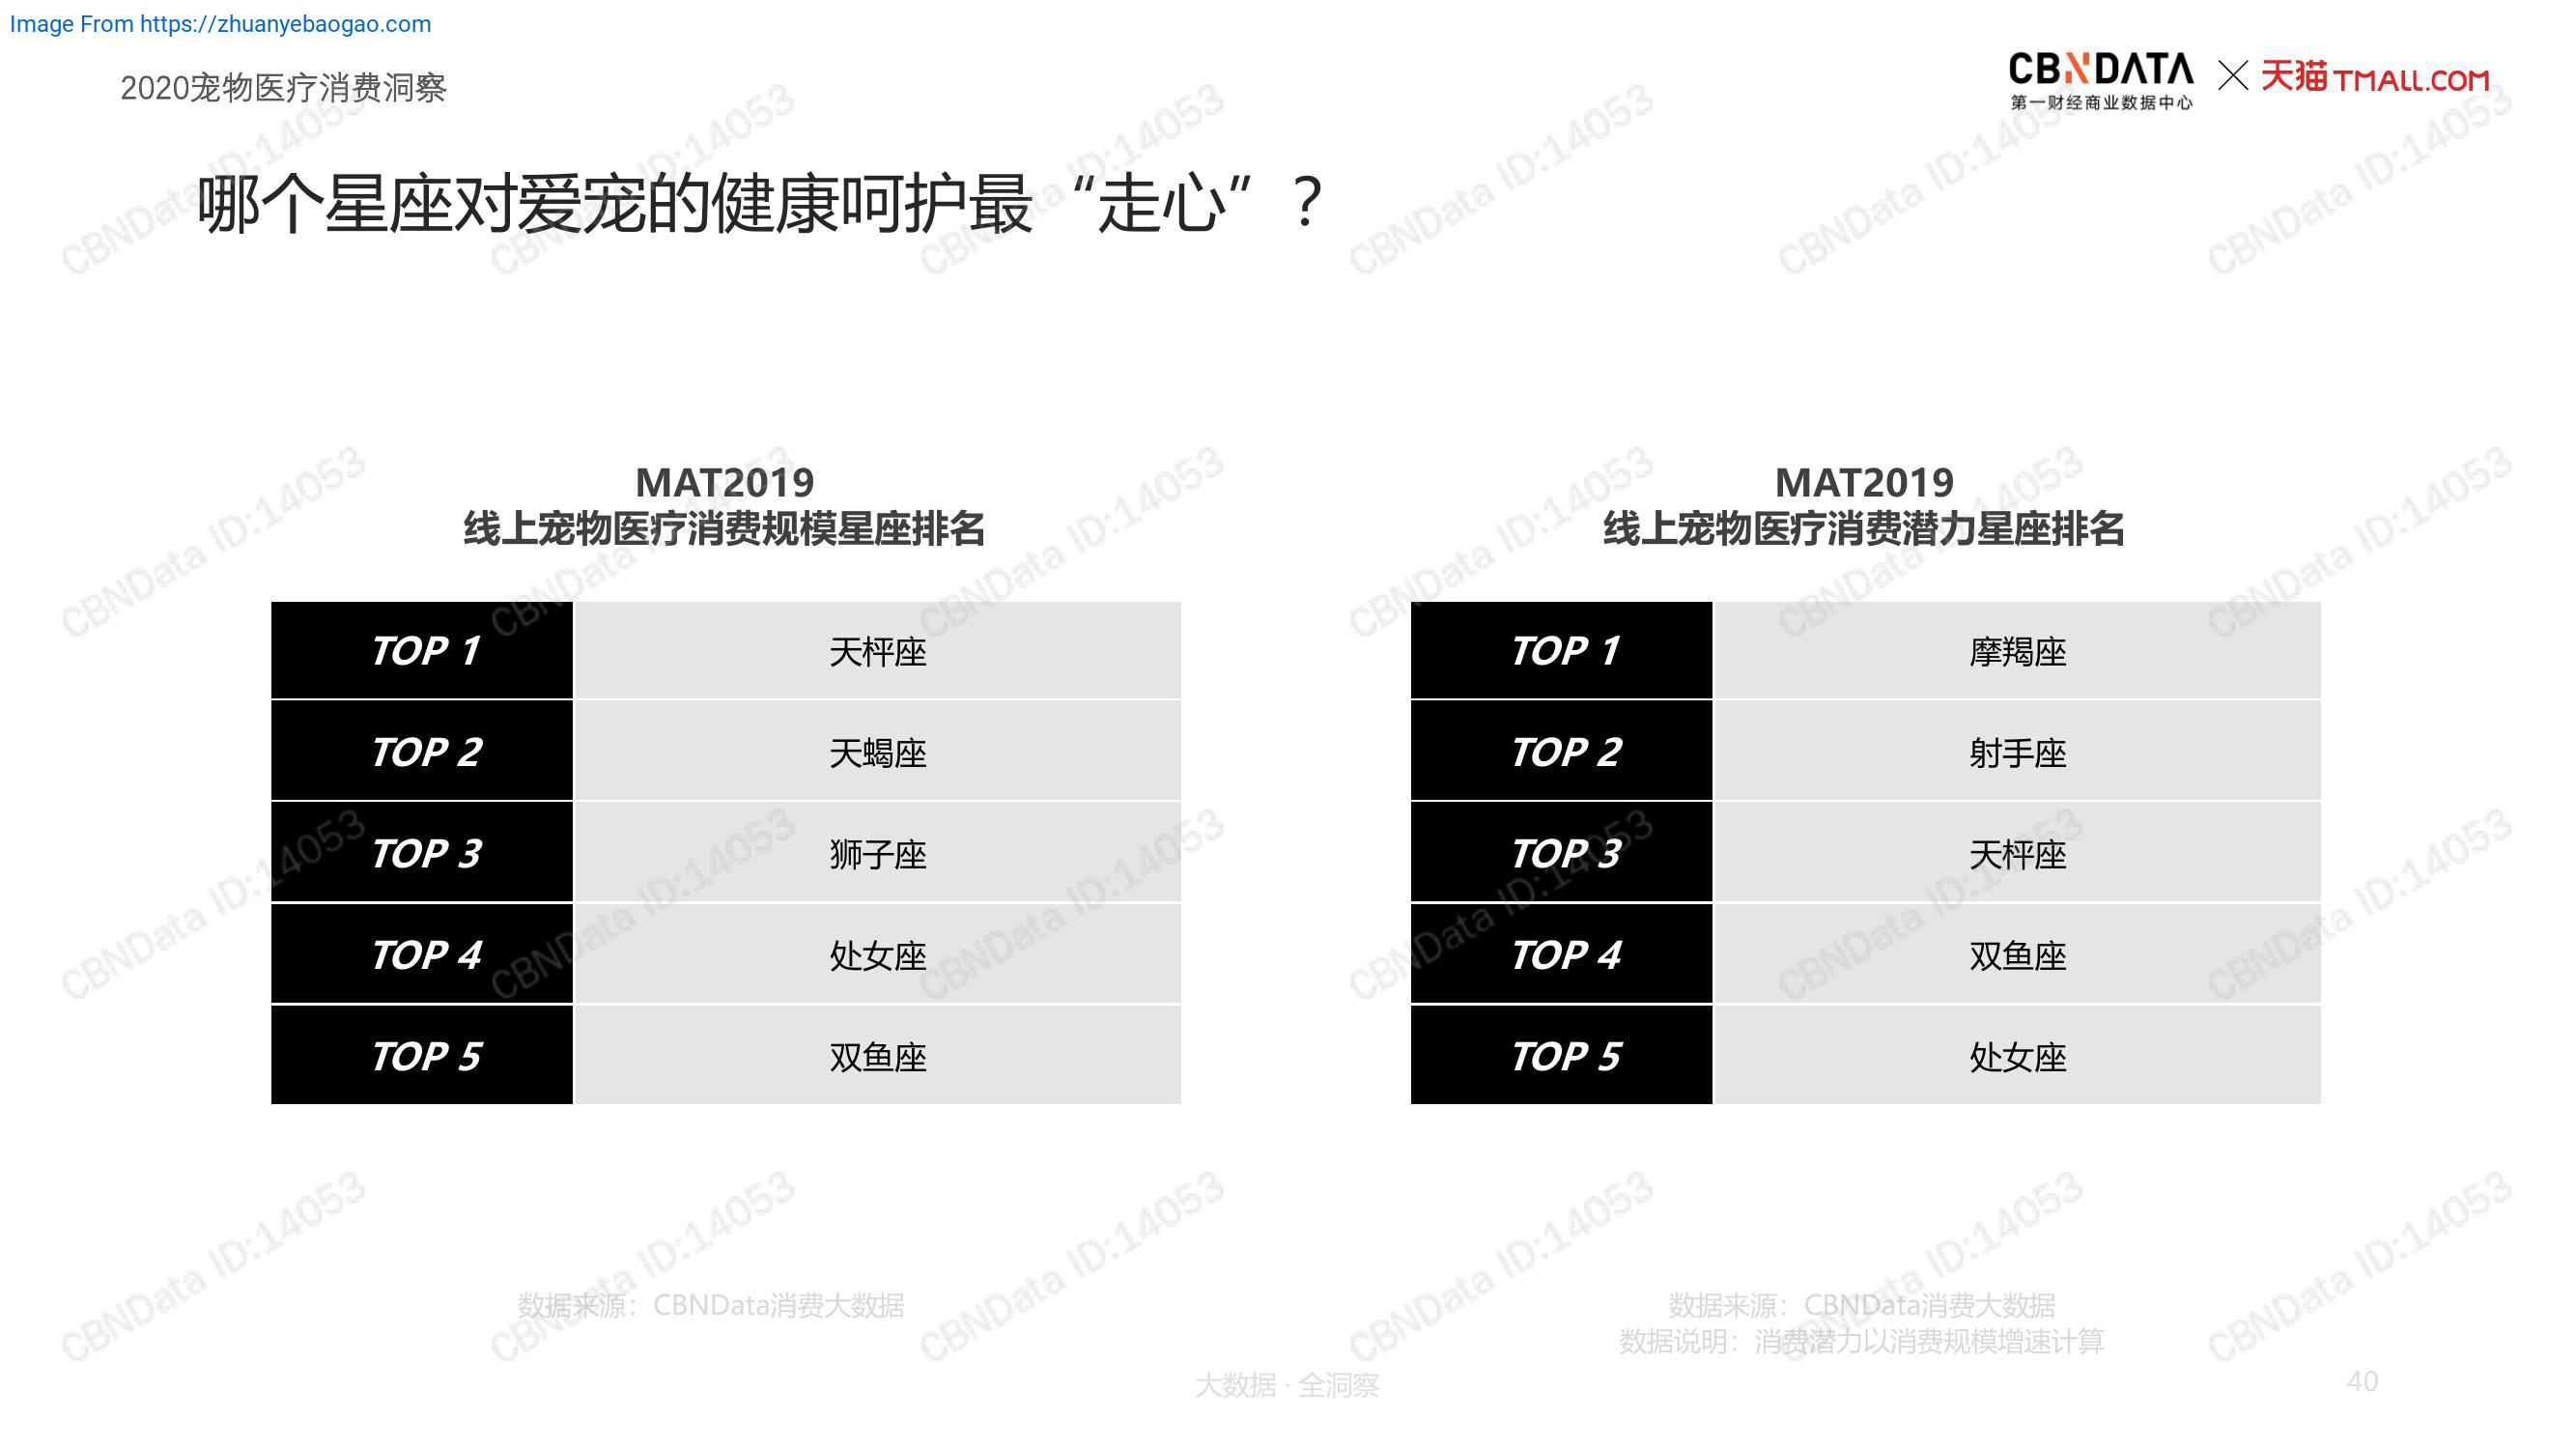 Image From https://zhuanyebaogao.com
2020宠物医疗消费洞察
CBNDATA
第一财经商业数据中心
天猫 TMALL.COM
哪个星座对爱宠的健康呵护最“走心”？
MAT2019
线上宠物医疗消费规模星座排名
TOP 1 天枰座
TOP 2 天蝎座
TOP 3 狮子座
TOP 4 处女座
TOP 5 双鱼座
数据来源：CBNData消费大数据
MAT2019
线上宠物医疗消费潜力星座排名
TOP 1 摩羯座
TOP 2 射手座
TOP 3 天枰座
TOP 4 双鱼座
TOP 5 处女座
数据来源：CBNData消费大数据
数据说明：消费潜力以消费规模增速计算
大数据 · 全洞察
40
CBNData ID:14053